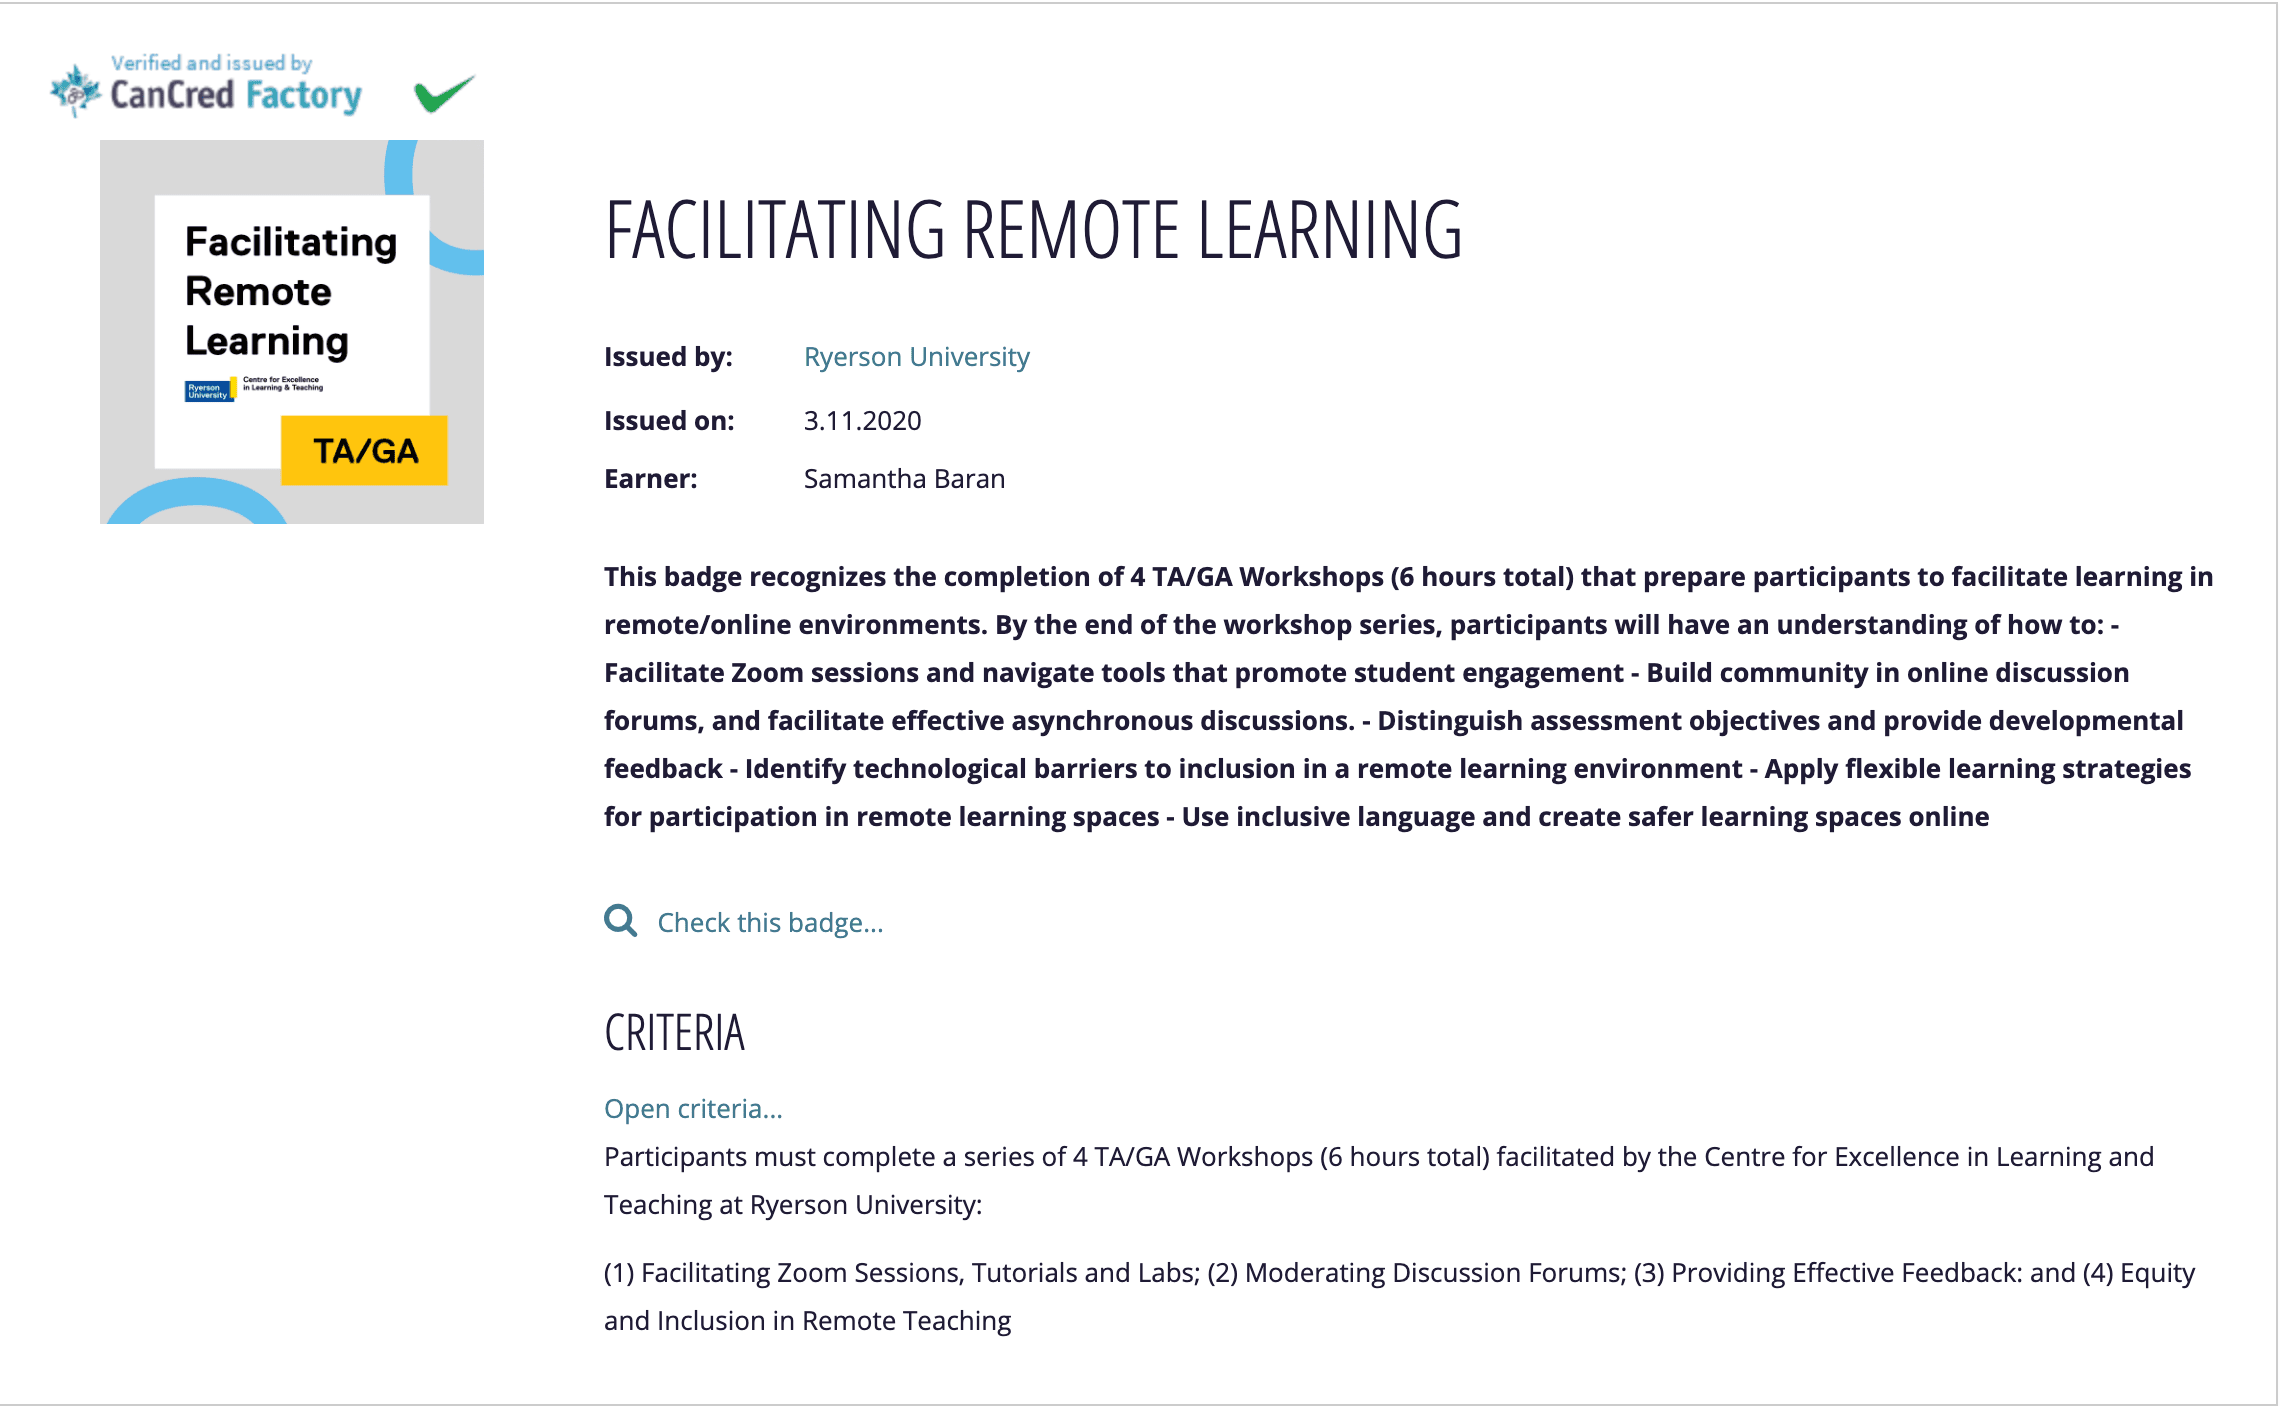 Verified and issued by
CanCred Factory
Facilitating
Remote
Learning
Ryerson
University
Centre for Excellence
in Learning & Teaching
TA/GA
FACILITATING REMOTE LEARNING
Issued by: Ryerson University
Issued on: 3.11.2020
Earner: Samantha Baran
This badge recognizes the completion of 4 TA/GA Workshops (6 hours total) that prepare participants to facilitate learning in
remote/online environments. By the end of the workshop series, participants will have an understanding of how to: -
Facilitate Zoom sessions and navigate tools that promote student engagement - Build community in online discussion
forums, and facilitate effective asynchronous discussions. - Distinguish assessment objectives and provide developmental
feedback - Identify technological barriers to inclusion in a remote learning environment - Apply flexible learning strategies
for participation in remote learning spaces - Use inclusive language and create safer learning spaces online
Check this badge...
CRITERIA
Open criteria...
Participants must complete a series of 4 TA/GA Workshops (6 hours total) facilitated by the Centre for Excellence in Learning and
Teaching at Ryerson University:
(1) Facilitating Zoom Sessions, Tutorials and Labs; (2) Moderating Discussion Forums; (3) Providing Effective Feedback: and (4) Equity
and Inclusion in Remote Teaching